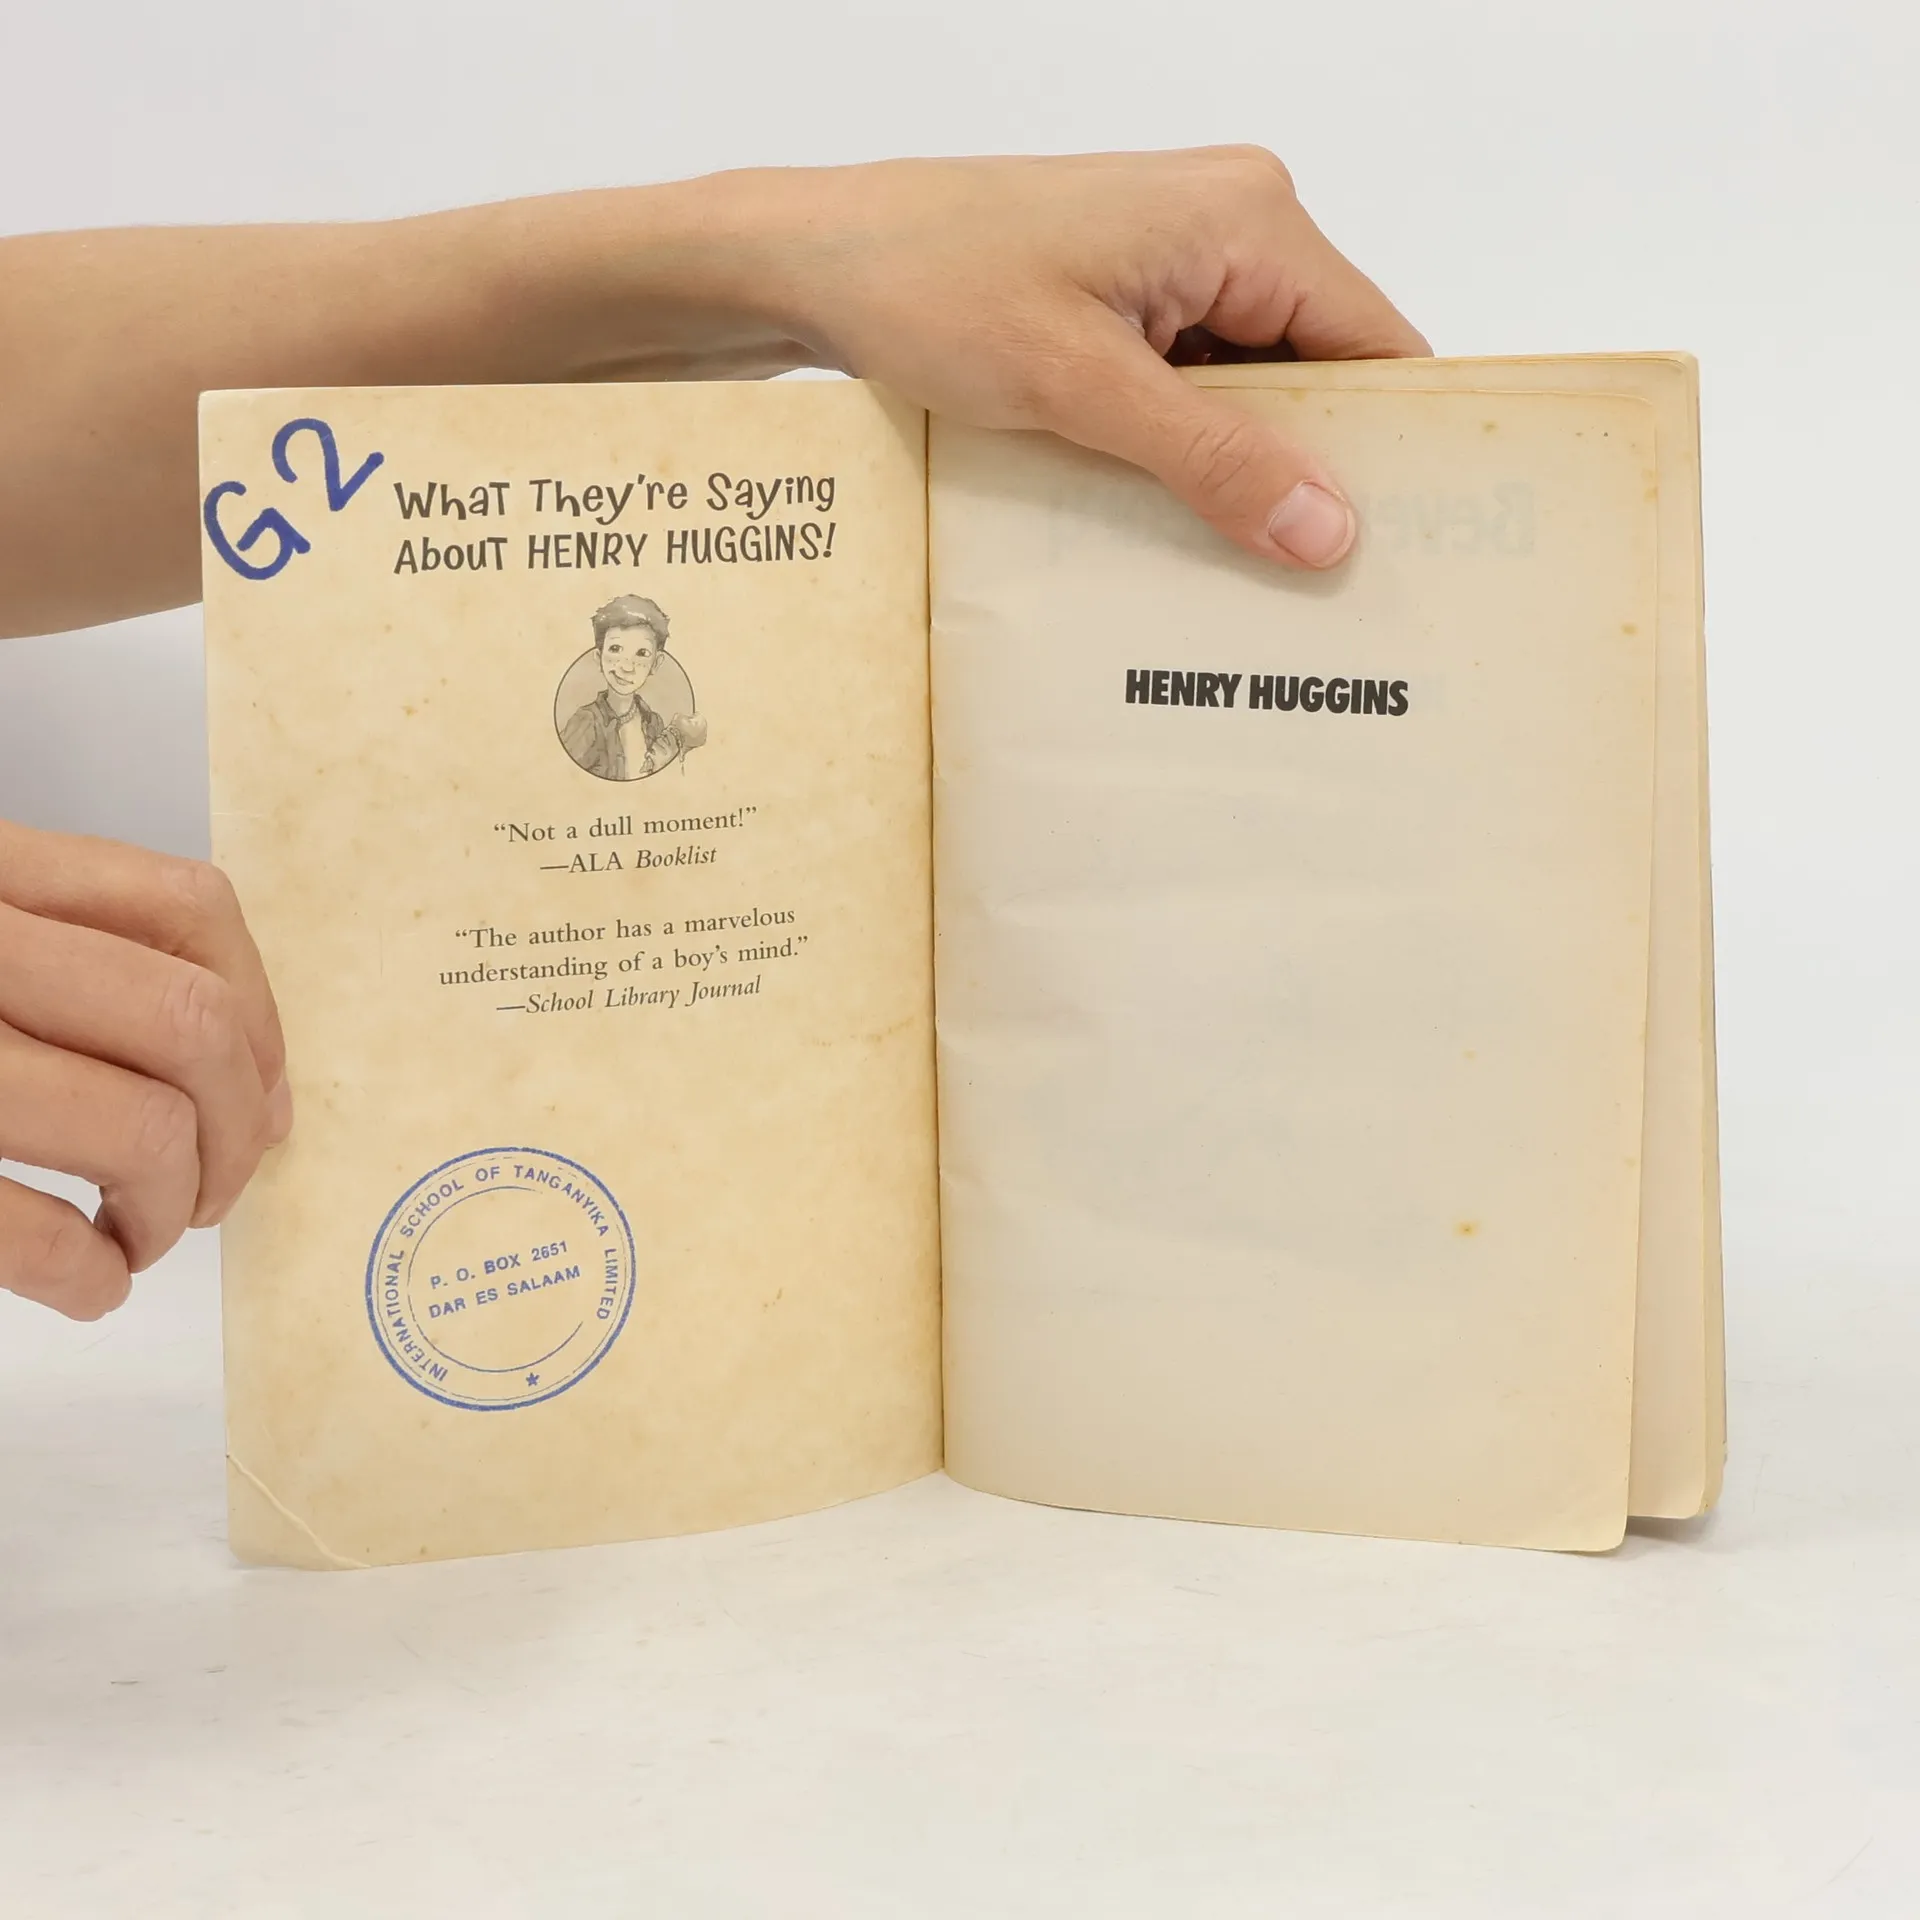 G2
What They're Saying
About HENRY HUGGINS!
“Not a dull moment!”
—ALA Booklist
“The author has a marvelous
understanding of a boy's mind.”
—School Library Journal
INTERNATIONAL SCHOOL OF TANGANYIKA LIMITED
P. O. BOX 2651
DAR ES SALAAM
HENRY HUGGINS